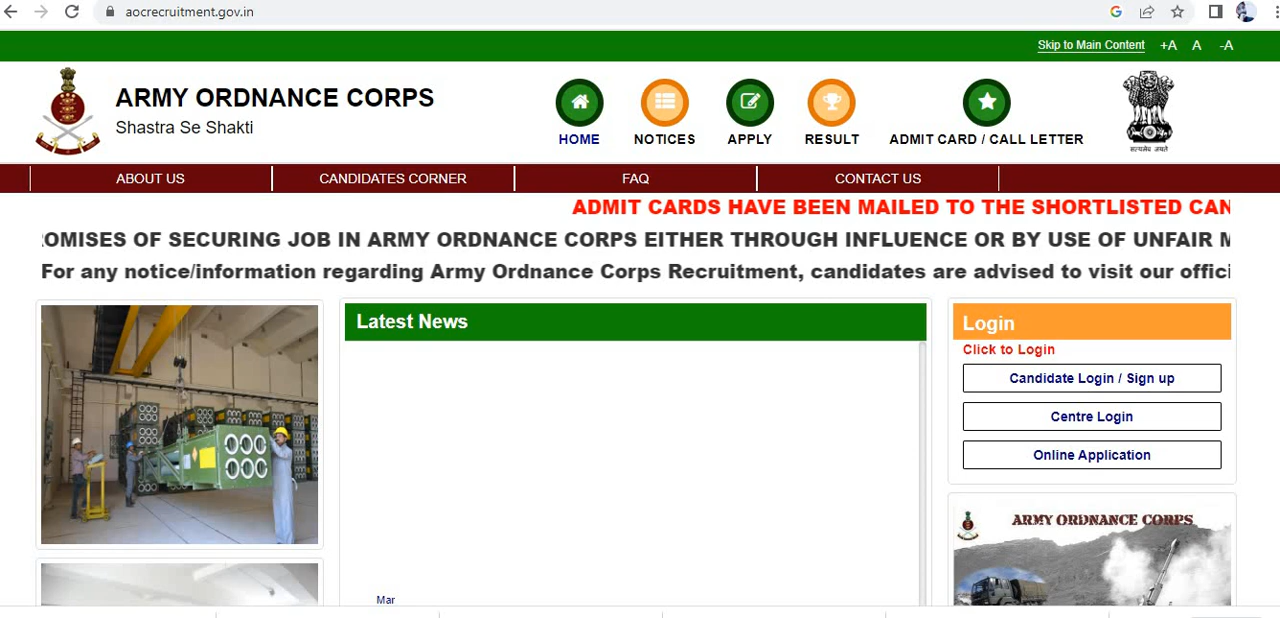 aocrecruitment.gov.in
Skip to Main Content +A A -A
ARMY ORDNANCE CORPS
Shastra Se Shakti
HOME NOTICES APPLY RESULT ADMIT CARD / CALL LETTER
सत्यमेव जयते
ABOUT US CANDIDATES CORNER FAQ CONTACT US
ADMIT CARDS HAVE BEEN MAILED TO THE SHORTLISTED CAN
OMISES OF SECURING JOB IN ARMY ORDNANCE CORPS EITHER THROUGH INFLUENCE OR BY USE OF UNFAIR M
For any notice/information regarding Army Ordnance Corps Recruitment, candidates are advised to visit our offici
Latest News
Mar
Login
Click to Login
Candidate Login / Sign up
Centre Login
Online Application
ARMY ORDNANCE CORPS